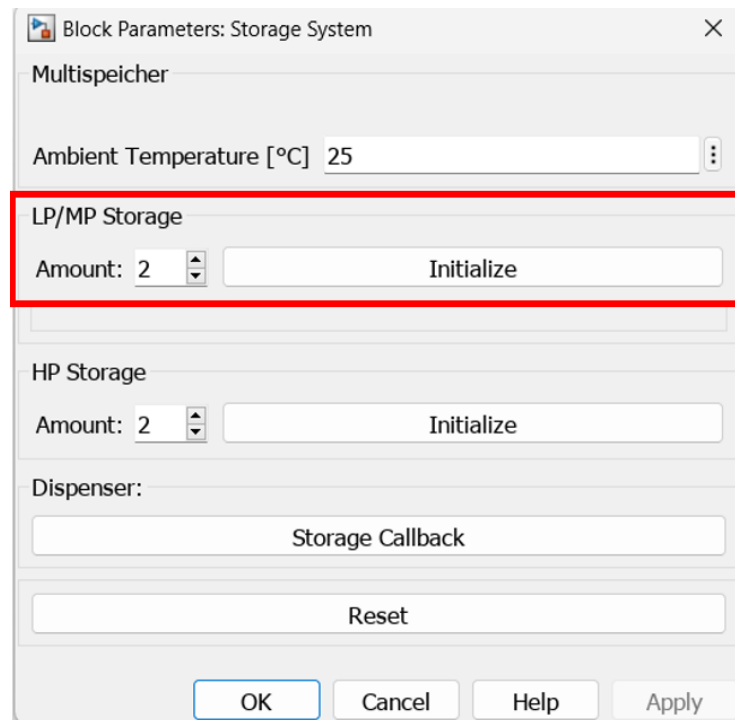 Block Parameters: Storage System
Multispeicher
Ambient Temperature [°C] 25
LP/MP Storage
Amount: 2 Initialize
HP Storage
Amount: 2 Initialize
Dispenser:
Storage Callback
Reset
OK Cancel Help Apply